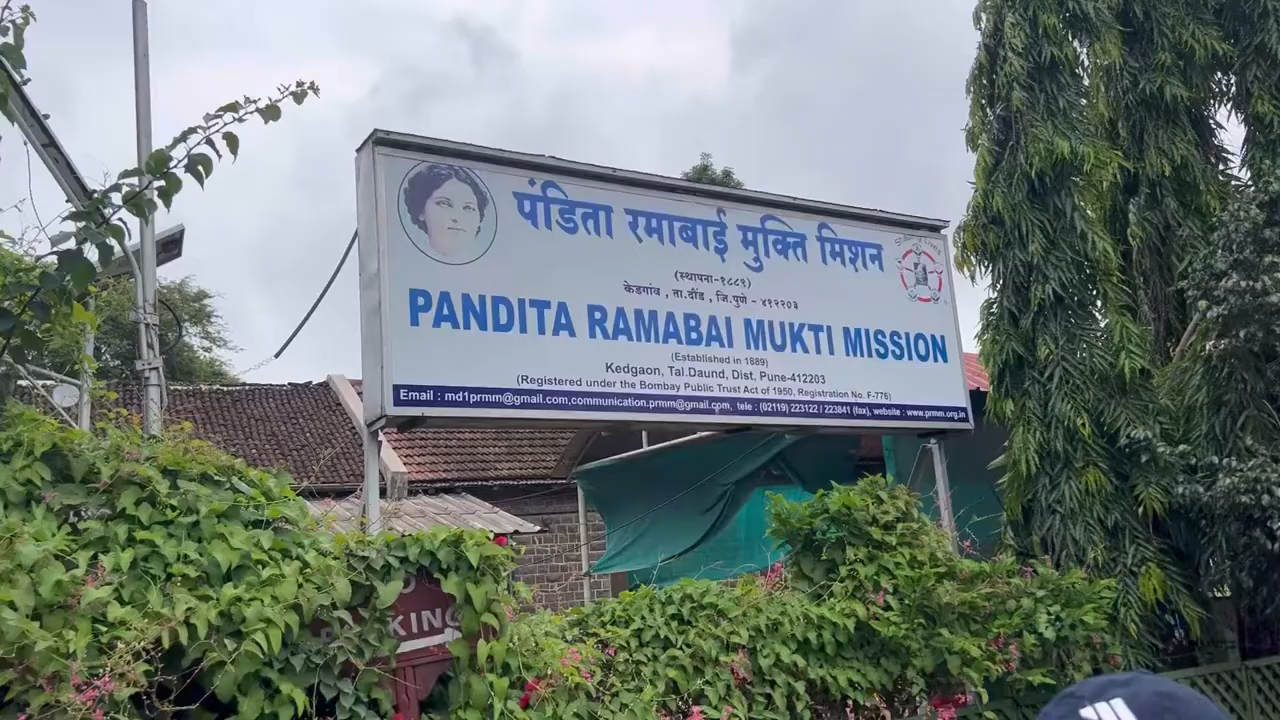 पंडिता रमाबाई मुक्ति मिशन
(स्थापना-१८८९)
केडगांव , ता.दौंड , जि.पुणे - ४१२२०३
PANDITA RAMABAI MUKTI MISSION
(Established in 1889)
Kedgaon, Tal.Daund, Dist, Pune-412203
(Registered under the Bombay Public Trust Act of 1950, Registration No. F-776)
Email : md1prmm@gmail.com,communication.prmm@gmail.com, tele : (02119) 223122 / 223841 (fax), website : www.prmm.org.in